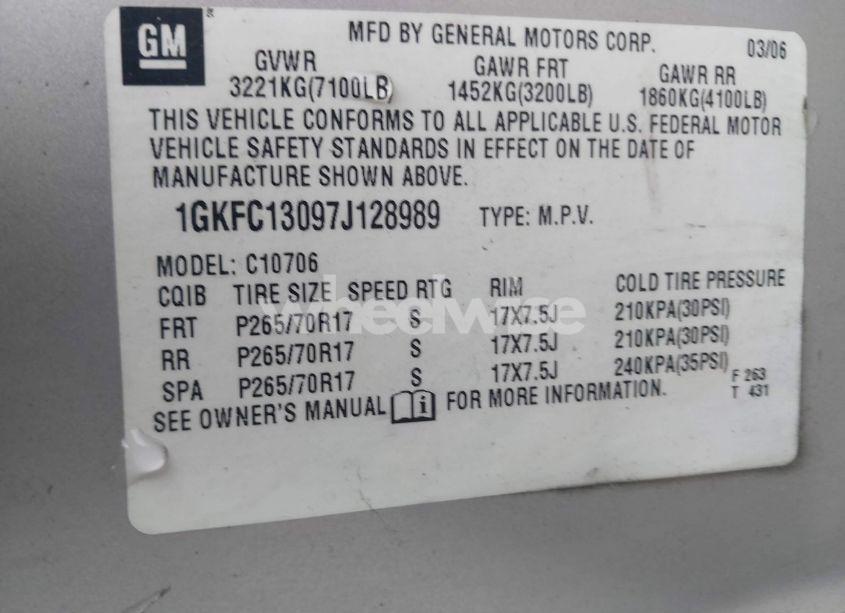 GM
MFD BY GENERAL MOTORS CORP. 03/06
GVWR GAWR FRT GAWR RR
3221KG(7100LB) 1452KG(3200LB) 1860KG(4100LB)
THIS VEHICLE CONFORMS TO ALL APPLICABLE U.S. FEDERAL MOTOR
VEHICLE SAFETY STANDARDS IN EFFECT ON THE DATE OF
MANUFACTURE SHOWN ABOVE.
1GKFC13097J128989 TYPE: M.P.V.
MODEL: C10706
CQIB TIRE SIZE SPEED RTG RIM COLD TIRE PRESSURE
FRT P265/70R17 S 17X7.5J 210KPA(30PSI)
RR P265/70R17 S 17X7.5J 210KPA(30PSI)
SPA P265/70R17 S 17X7.5J 240KPA(35PSI)
F 263
T 431
SEE OWNER'S MANUAL FOR MORE INFORMATION.
wheelwise